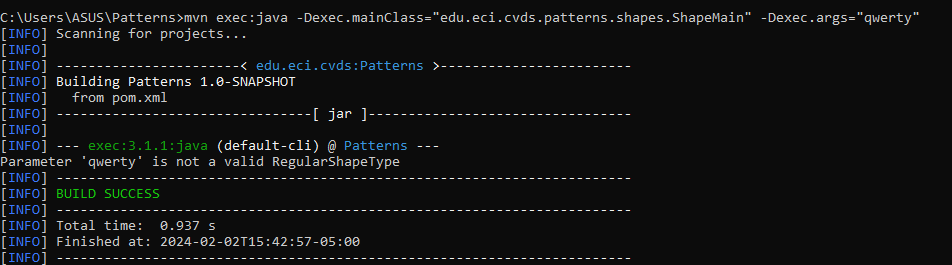 C:\Users\ASUS\Patterns>mvn exec:java -Dexec.mainClass="edu.eci.cvds.patterns.shapes.ShapeMain" -Dexec.args="qwerty"
[INFO] Scanning for projects...
[INFO]
[INFO] -----------------------< edu.eci.cvds:Patterns >------------------------
[INFO] Building Patterns 1.0-SNAPSHOT
[INFO]   from pom.xml
[INFO] --------------------------------[ jar ]---------------------------------
[INFO]
[INFO] --- exec:3.1.1:java (default-cli) @ Patterns ---
Parameter 'qwerty' is not a valid RegularShapeType
[INFO] ------------------------------------------------------------------------
[INFO] BUILD SUCCESS
[INFO] ------------------------------------------------------------------------
[INFO] Total time:  0.937 s
[INFO] Finished at: 2024-02-02T15:42:57-05:00
[INFO] ------------------------------------------------------------------------